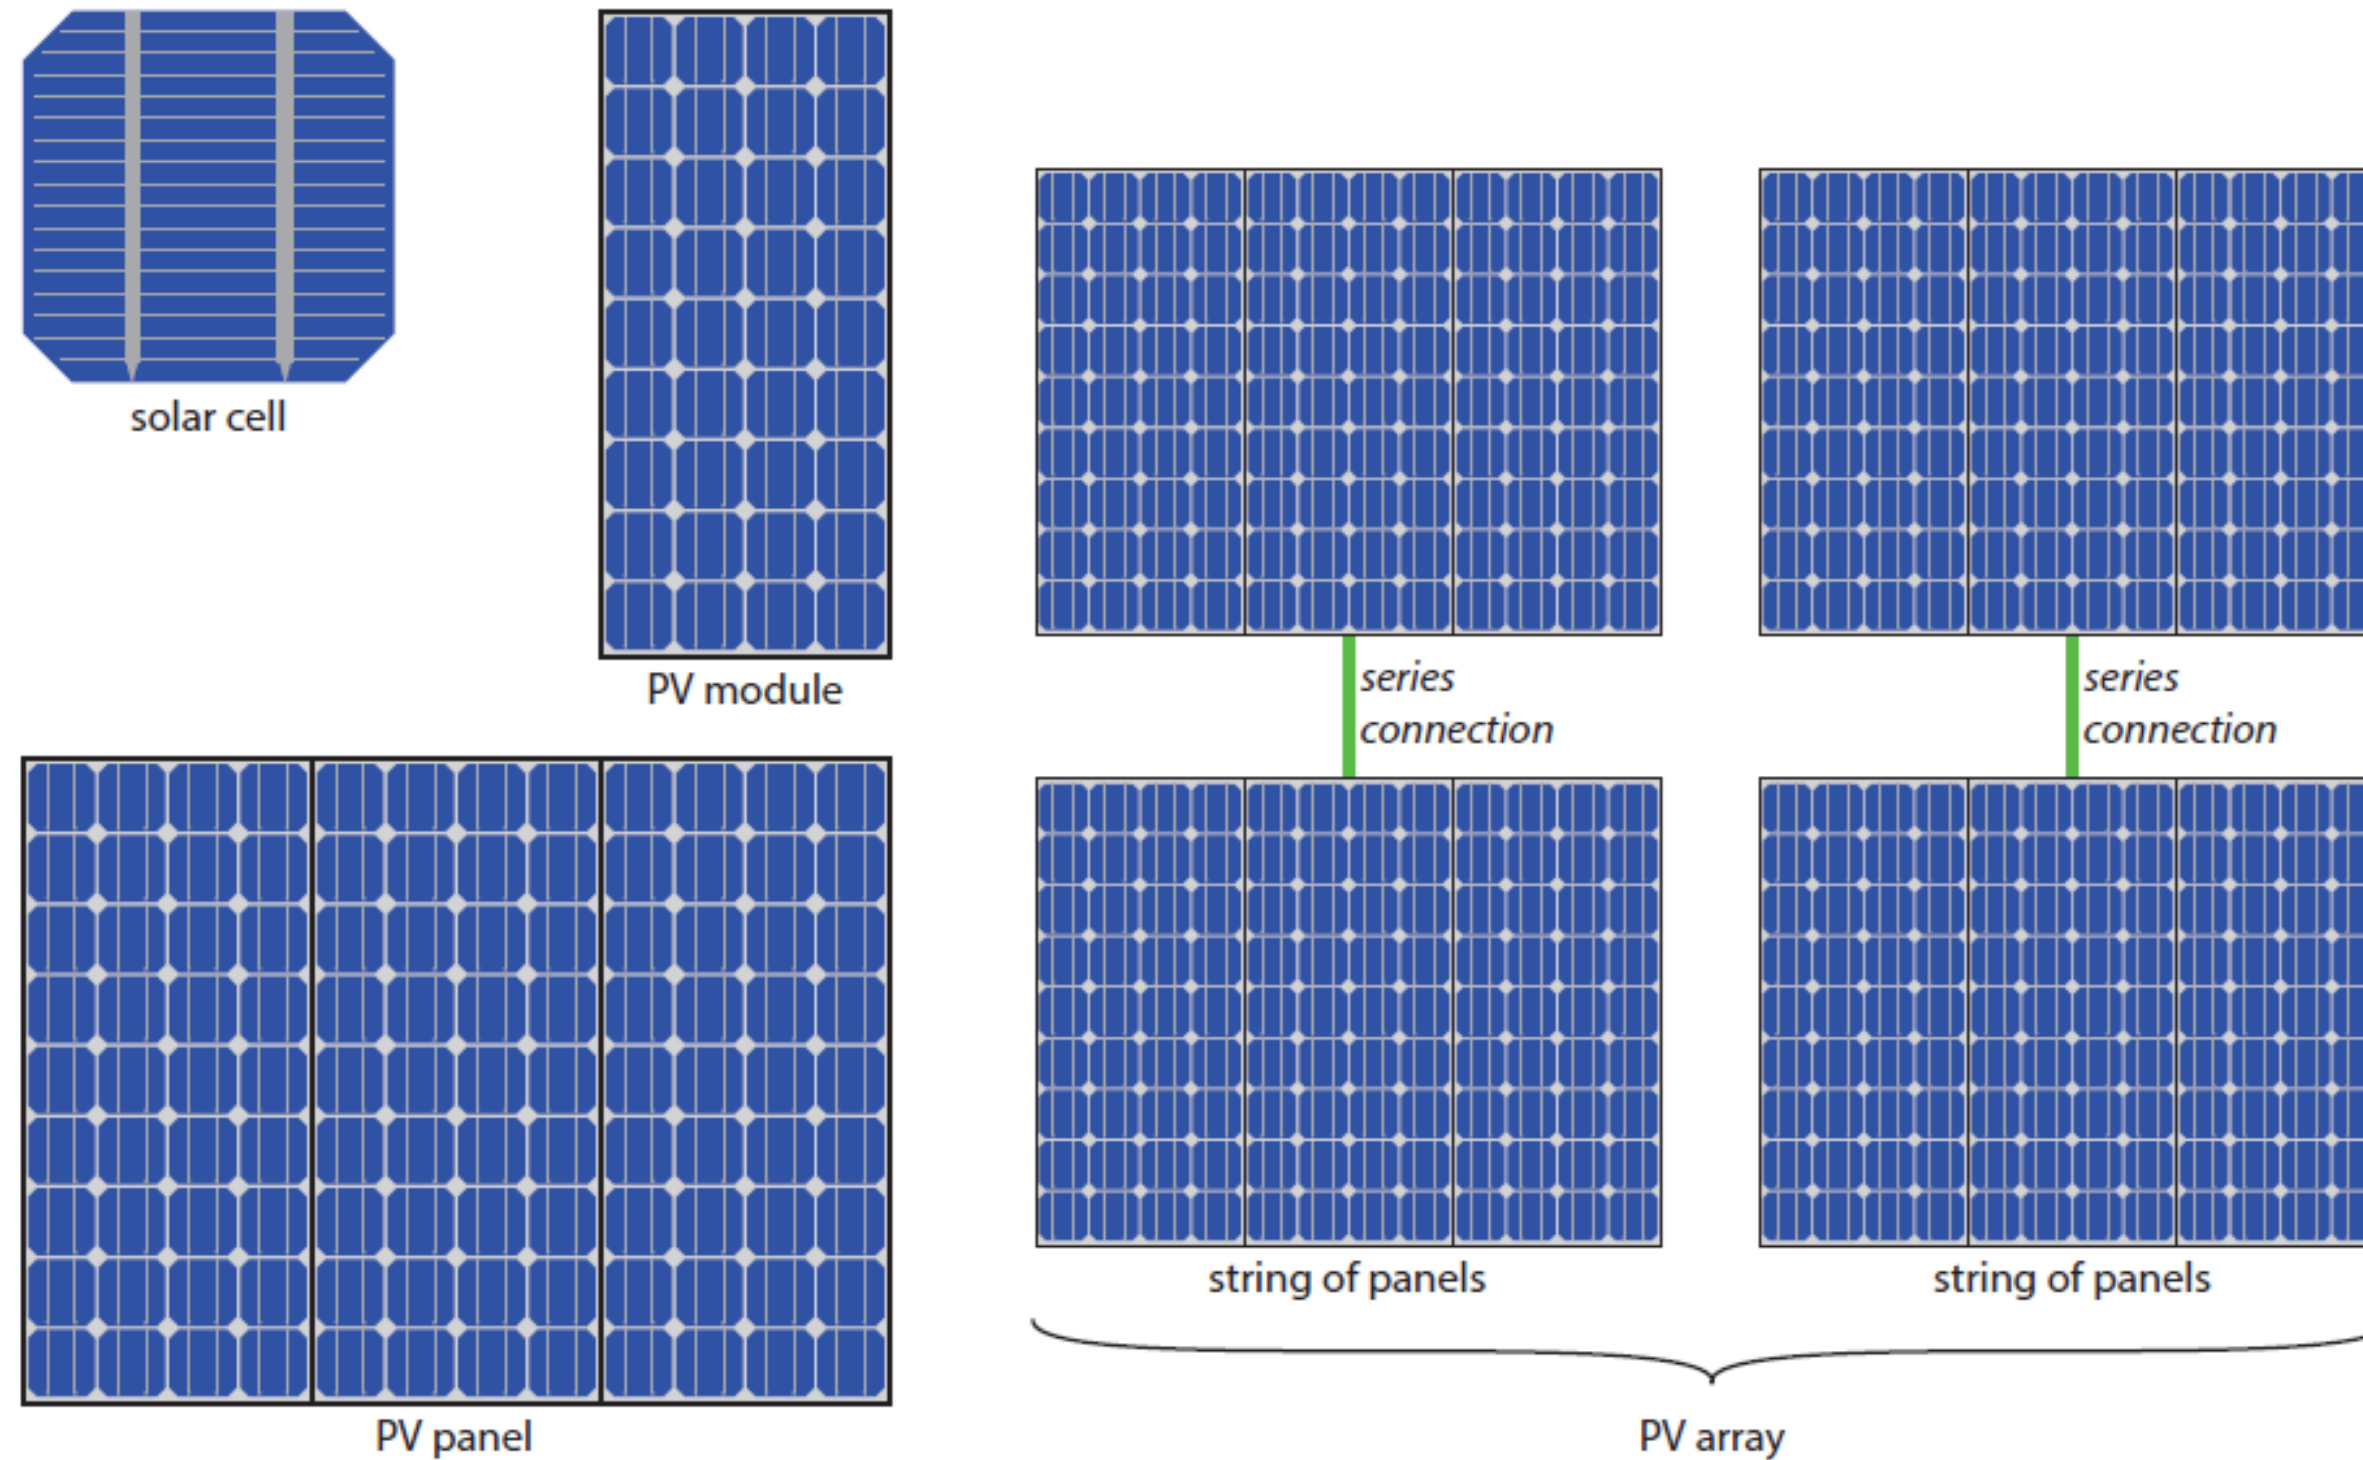 solar cell
PV module
series
connection
series
connection
PV panel
string of panels
string of panels
PV array